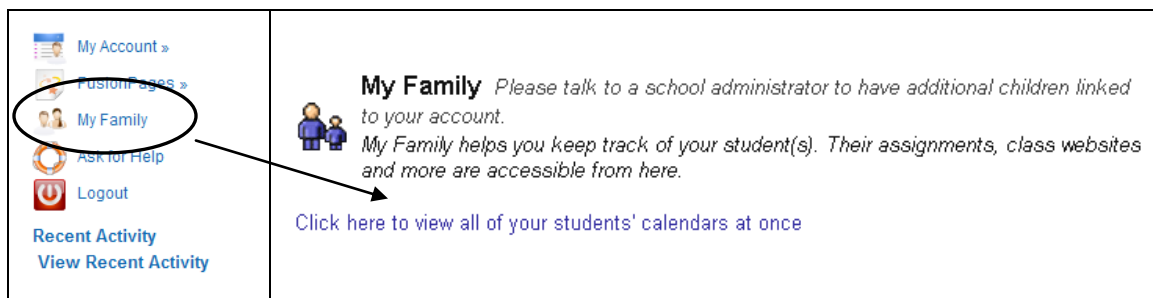 My Account »
FusionPages »
My Family
Ask for Help
Logout
Recent Activity
View Recent Activity
My Family Please talk to a school administrator to have additional children linked
to your account.
My Family helps you keep track of your student(s). Their assignments, class websites
and more are accessible from here.
Click here to view all of your students' calendars at once